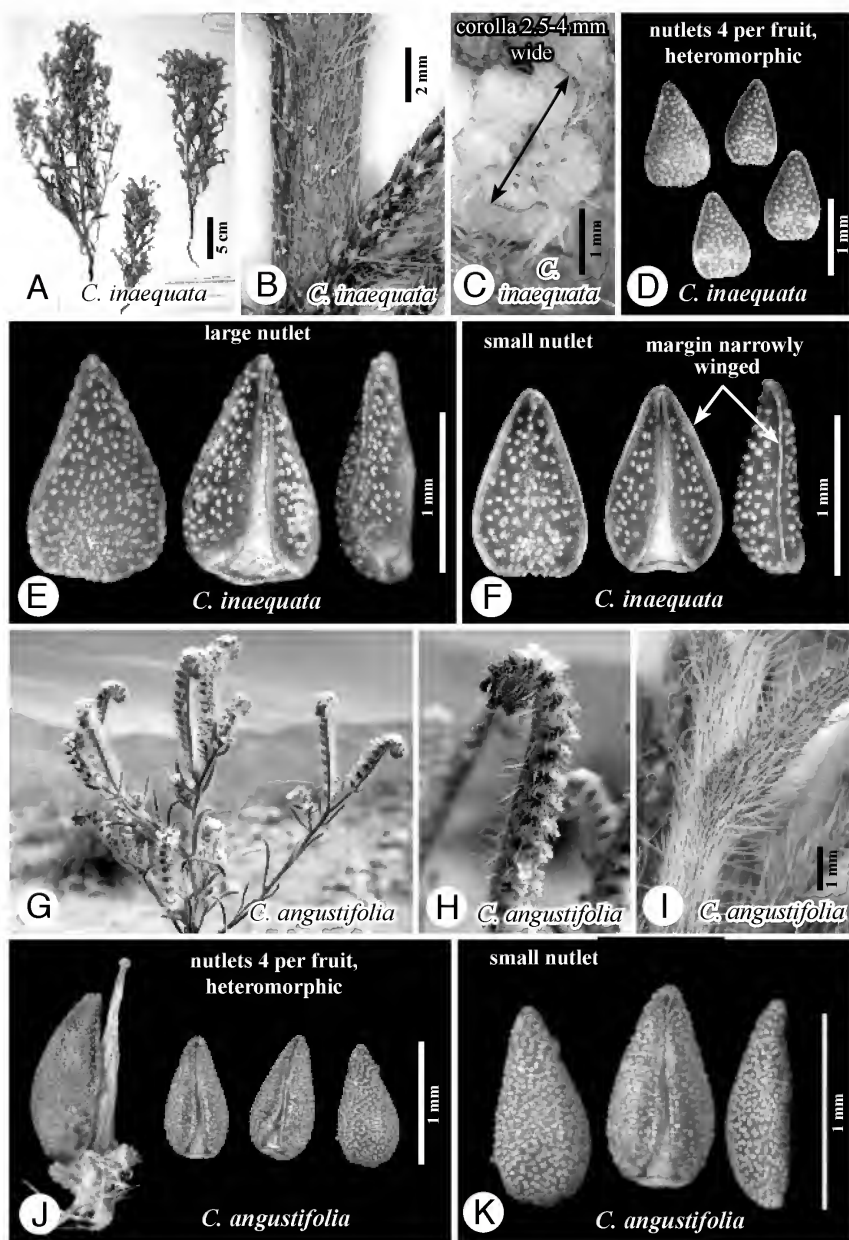 A
C. inaequata
5 cm
B
2 mm
C. inaequata
corolla 2.5-4 mm
wide
C
1 mm
C.
inaequata
nutlets 4 per fruit,
heteromorphic
D
1 mm
C. inaequata
large nutlet
1 mm
E
C. inaequata
small nutlet
margin narrowly
winged
1 mm
F
C. inaequata
G
C. angustifolia
H
C. angustifolia
I
1 mm
C. angustifolia
nutlets 4 per fruit,
heteromorphic
1 mm
J
C. angustifolia
small nutlet
1 mm
K
C. angustifolia